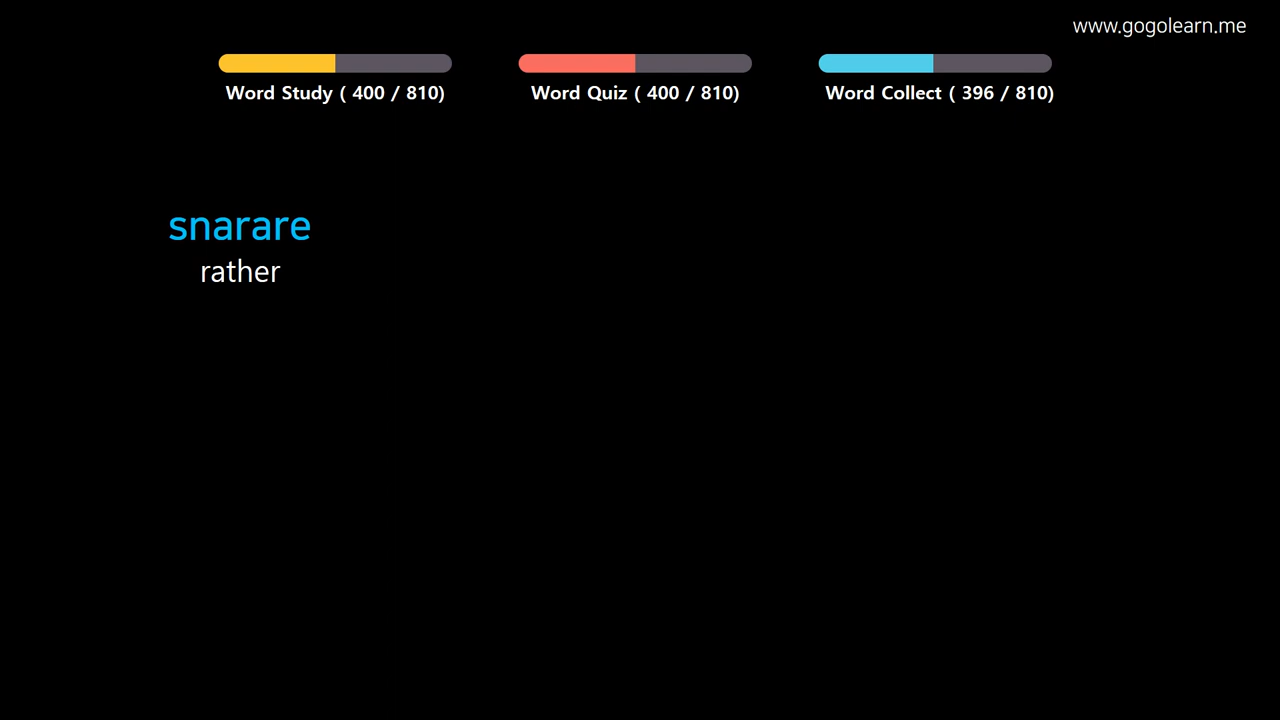 www.gogolearn.me
Word Study ( 400 / 810)
Word Quiz ( 400 / 810)
Word Collect ( 396 / 810)
snarare
rather